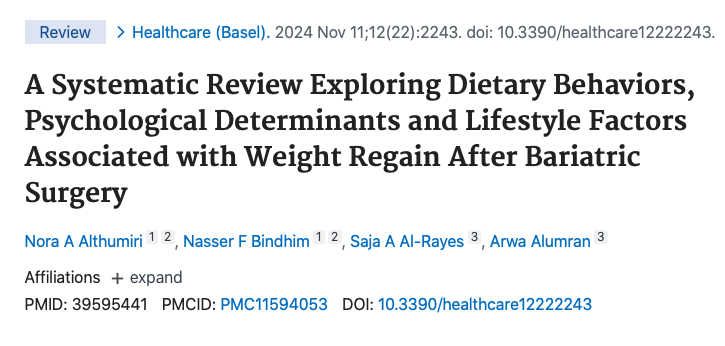 Review > Healthcare (Basel). 2024 Nov 11;12(22):2243. doi: 10.3390/healthcare12222243.
A Systematic Review Exploring Dietary Behaviors,
Psychological Determinants and Lifestyle Factors
Associated with Weight Regain After Bariatric
Surgery
Nora A Althumiri 1 2, Nasser F Bindhim 1 2, Saja A Al-Rayes 3, Arwa Alumran 3
Affiliations + expand
PMID: 39595441 PMCID: PMC11594053 DOI: 10.3390/healthcare12222243